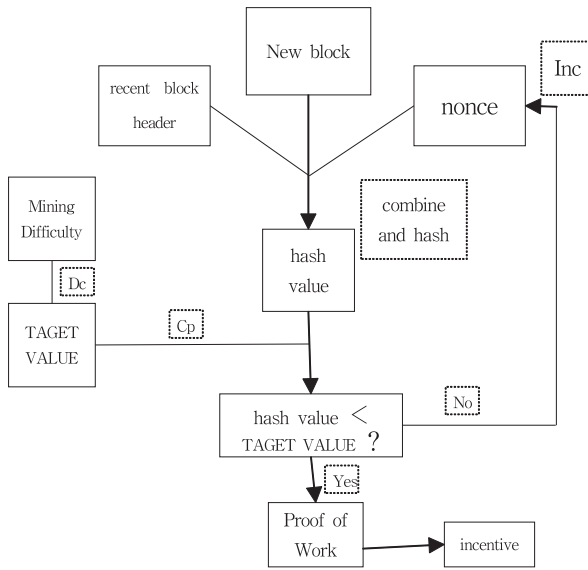 New block
Inc
recent block
header
nonce
Mining
Difficulty
combine
and hash
hash
value
Dc
TAGET
VALUE
Cp
hash value <
TAGET VALUE ?
No
Yes
Proof of
Work
incentive